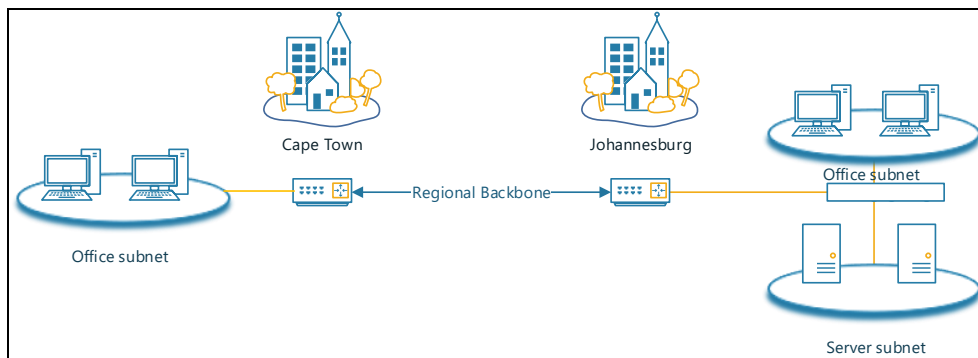 Cape Town
Johannesburg
Office subnet
Regional Backbone
Office subnet
Server subnet